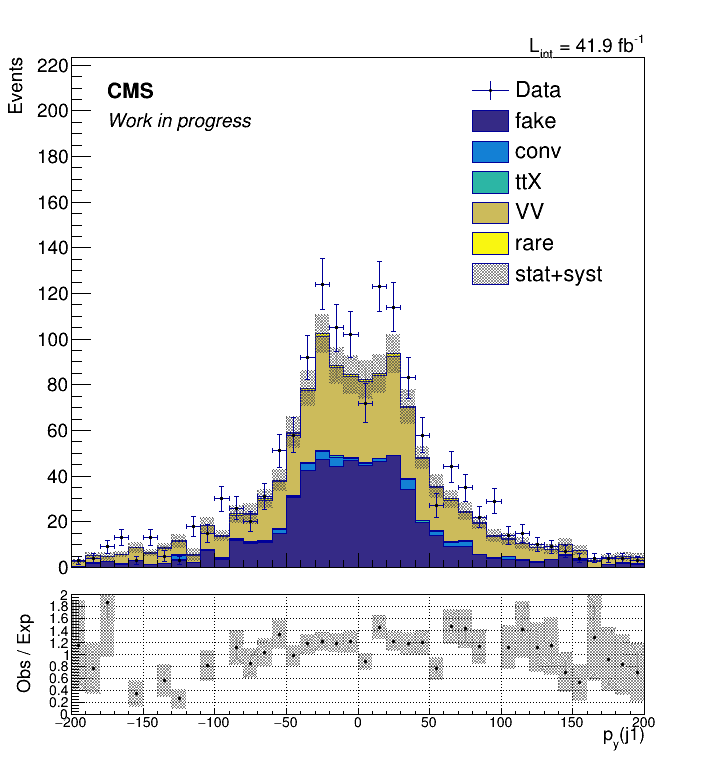 L_int = 41.9 fb^-1
Events
220
200
180
160
140
120
100
80
60
40
20
0
CMS
Work in progress
Data
fake
conv
ttX
VV
rare
stat+syst
Obs / Exp
2
1.8
1.6
1.4
1.2
1
0.8
0.6
0.4
0.2
0
−200 −150 −100 −50 0 50 100 150 200
p_y(j1)